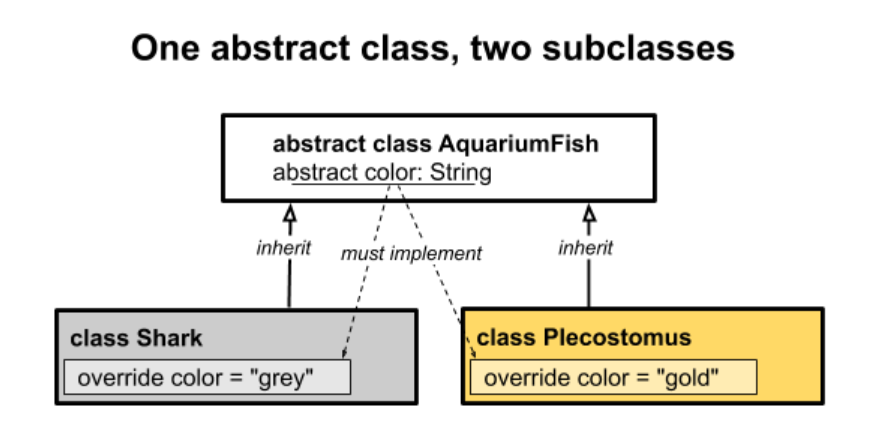 One abstract class, two subclasses
abstract class AquariumFish
abstract color: String
inherit
must implement
inherit
class Shark
override color = "grey"
class Plecostomus
override color = "gold"